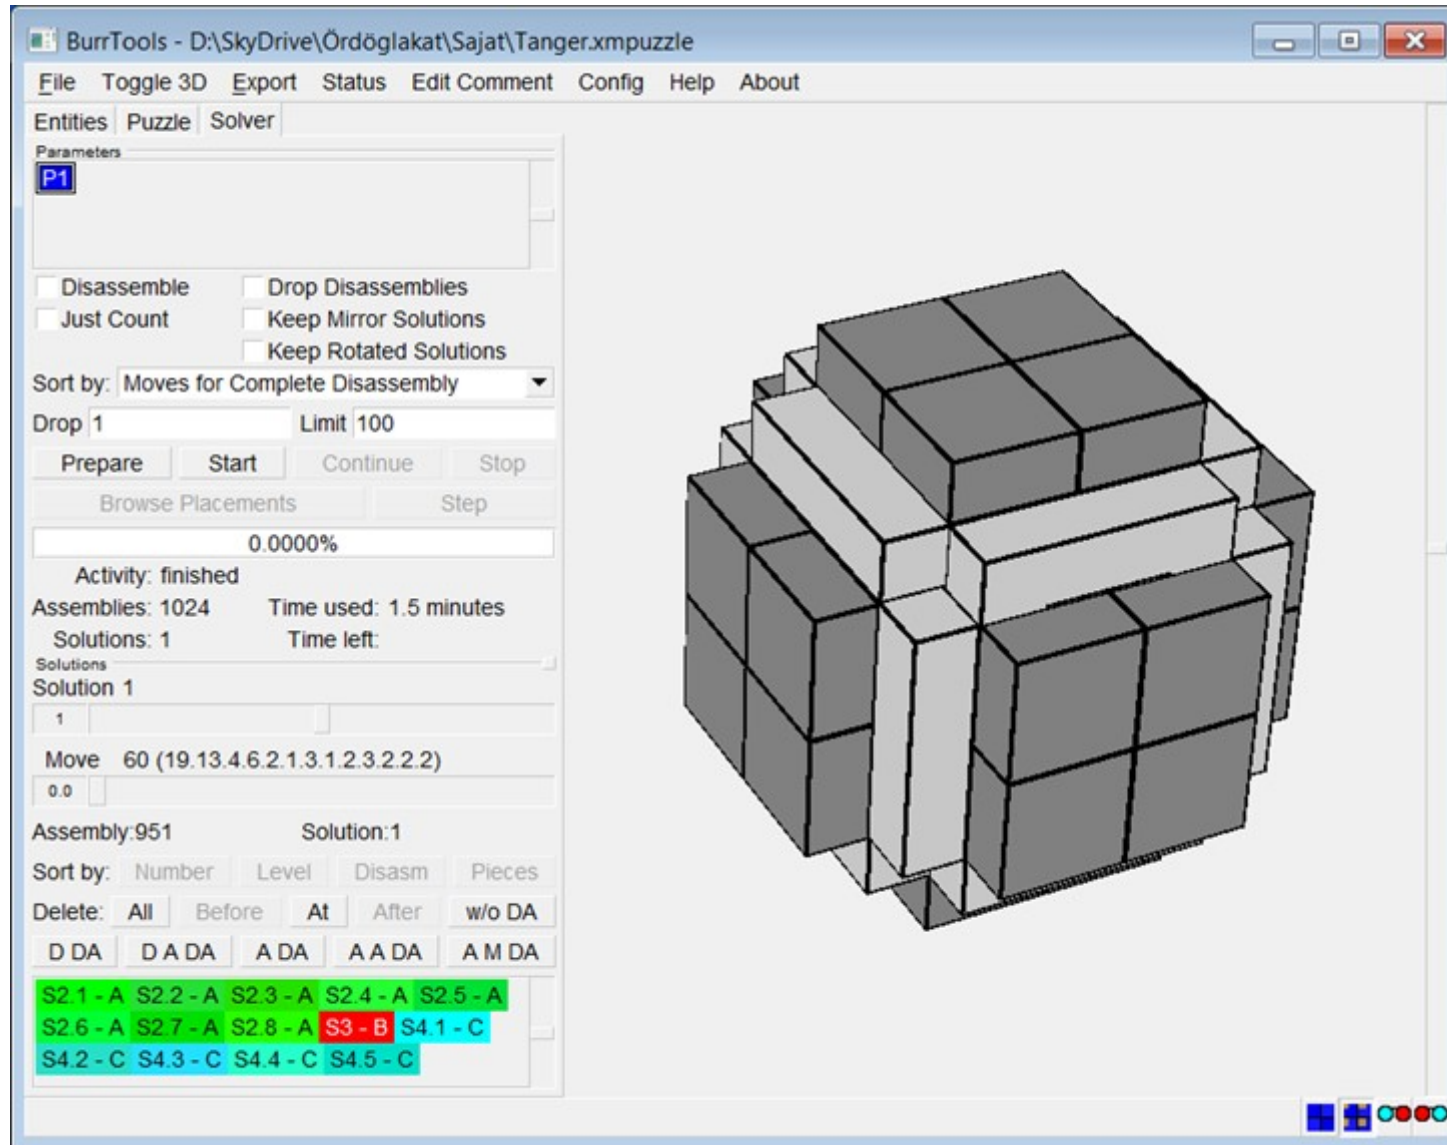 BurrTools - D:\SkyDrive\Ördöglakat\Sajat\Tanger.xmpuzzle
File Toggle 3D Export Status Edit Comment Config Help About
Entities Puzzle Solver
Parameters
P1
Disassemble Drop Disassemblies
Just Count Keep Mirror Solutions
Keep Rotated Solutions
Sort by: Moves for Complete Disassembly
Drop 1 Limit 100
Prepare Start Continue Stop
Browse Placements Step
0.0000%
Activity: finished
Assemblies: 1024 Time used: 1.5 minutes
Solutions: 1 Time left:
Solutions
Solution 1
1
Move 60 (19.13.4.6.2.1.3.1.2.3.2.2.2)
0.0
Assembly:951 Solution:1
Sort by: Number Level Disasm Pieces
Delete: All Before At After w/o DA
D DA D A DA A DA A A DA A M DA
S2.1 - A S2.2 - A S2.3 - A S2.4 - A S2.5 - A
S2.6 - A S2.7 - A S2.8 - A S3 - B S4.1 - C
S4.2 - C S4.3 - C S4.4 - C S4.5 - C